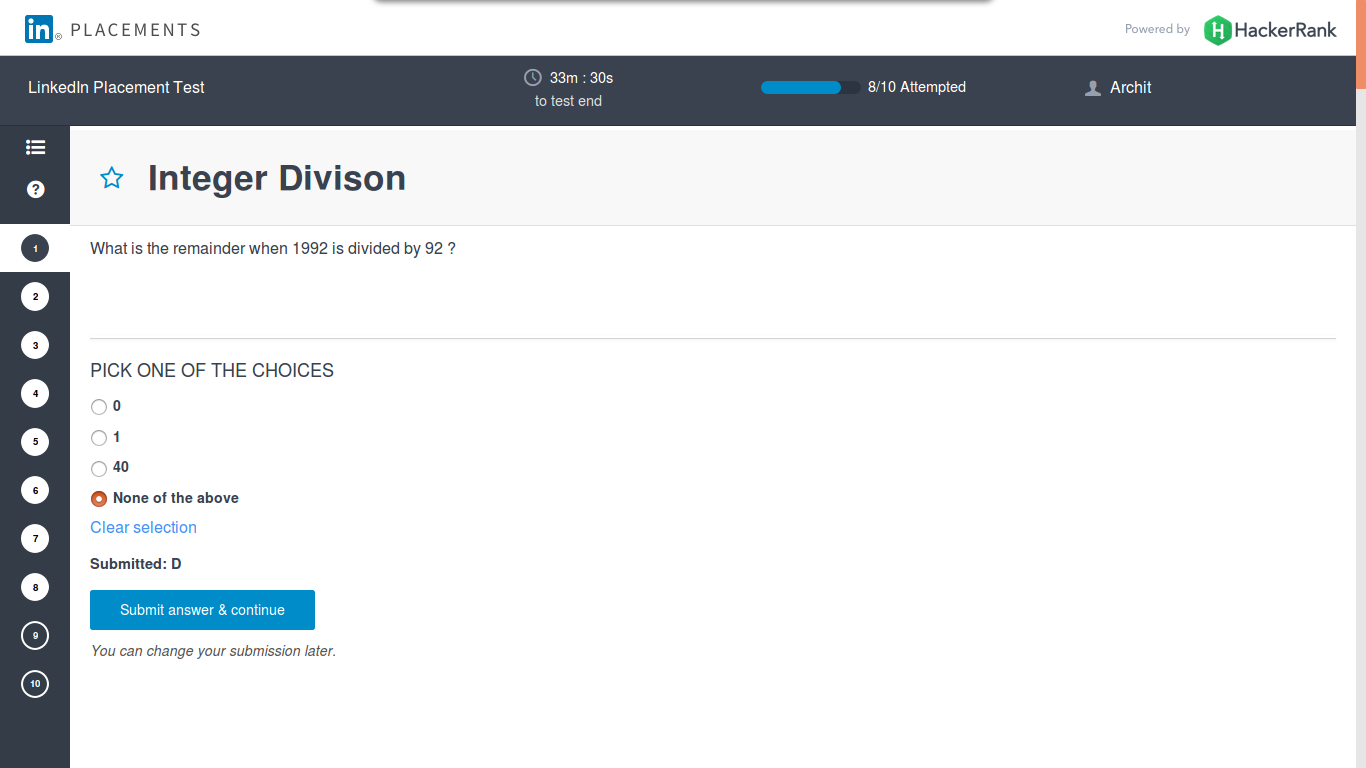 in® PLACEMENTS
Powered by HackerRank
LinkedIn Placement Test
33m : 30s
to test end
8/10 Attempted
Archit
?
Integer Divison
1
What is the remainder when 1992 is divided by 92 ?
2
3
PICK ONE OF THE CHOICES
4
0
5
1
40
6
None of the above
Clear selection
7
Submitted: D
8
Submit answer & continue
9
You can change your submission later.
10